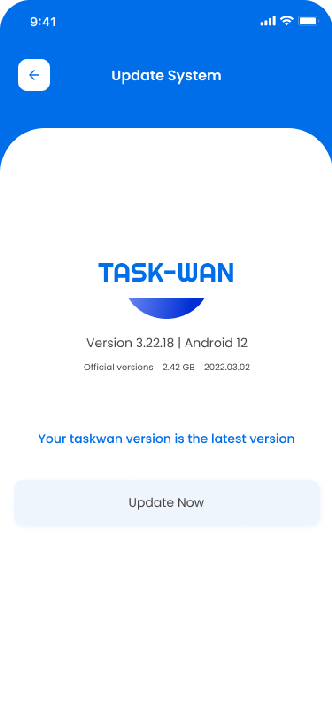 9:41
Update System
TASK-WAN
Version 3.22.18 | Android 12
Official versions - 2.42 GB - 2022.03.02
Your taskwan version is the latest version
Update Now